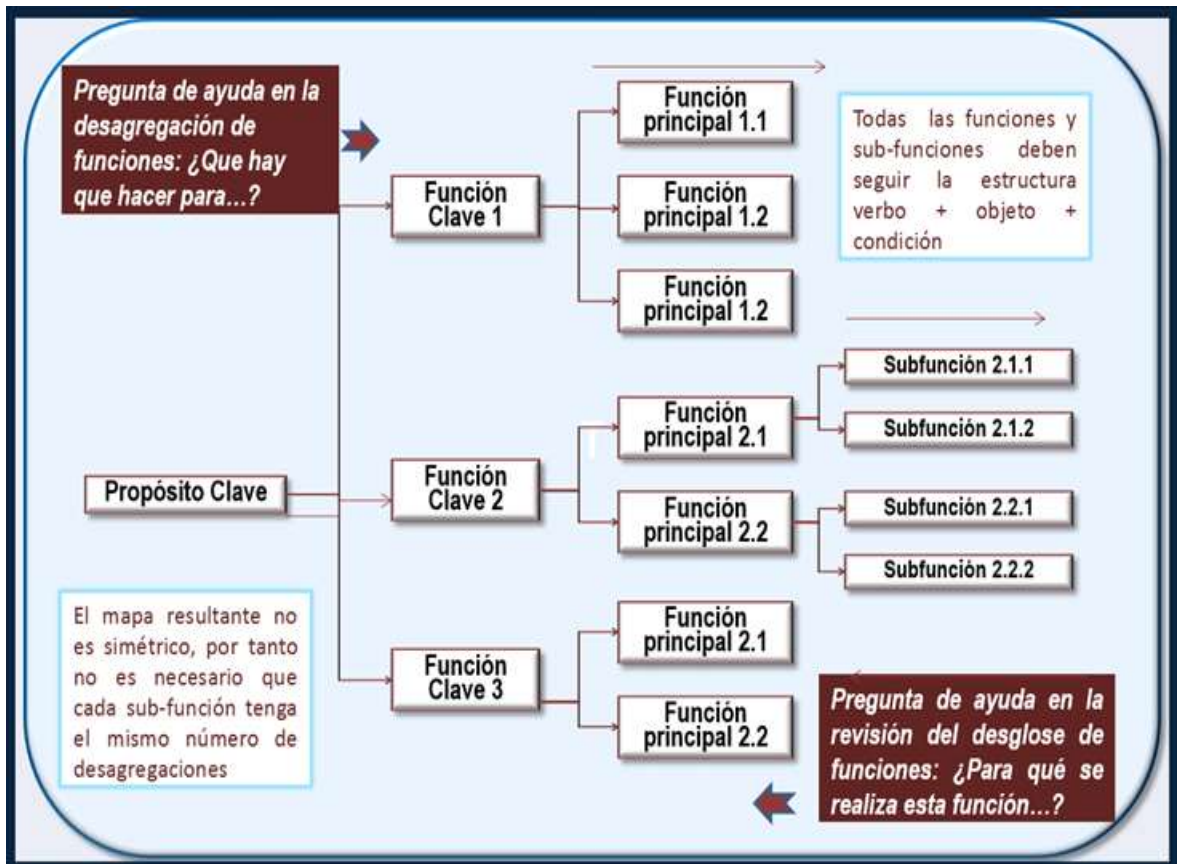 Pregunta de ayuda en la
desagregación de
funciones: ¿Que hay
que hacer para…?
Función
Clave 1
Función
principal 1.1
Función
principal 1.2
Función
principal 1.2
Todas las funciones y
sub-funciones deben
seguir la estructura
verbo + objeto +
condición
Propósito Clave
Función
Clave 2
Función
principal 2.1
Función
principal 2.2
Subfunción 2.1.1
Subfunción 2.1.2
Subfunción 2.2.1
Subfunción 2.2.2
El mapa resultante no
es simétrico, por tanto
no es necesario que
cada sub-función tenga
el mismo número de
desagregaciones
Función
Clave 3
Función
principal 2.1
Función
principal 2.2
Pregunta de ayuda en la
revisión del desglose de
funciones: ¿Para qué se
realiza esta función…?